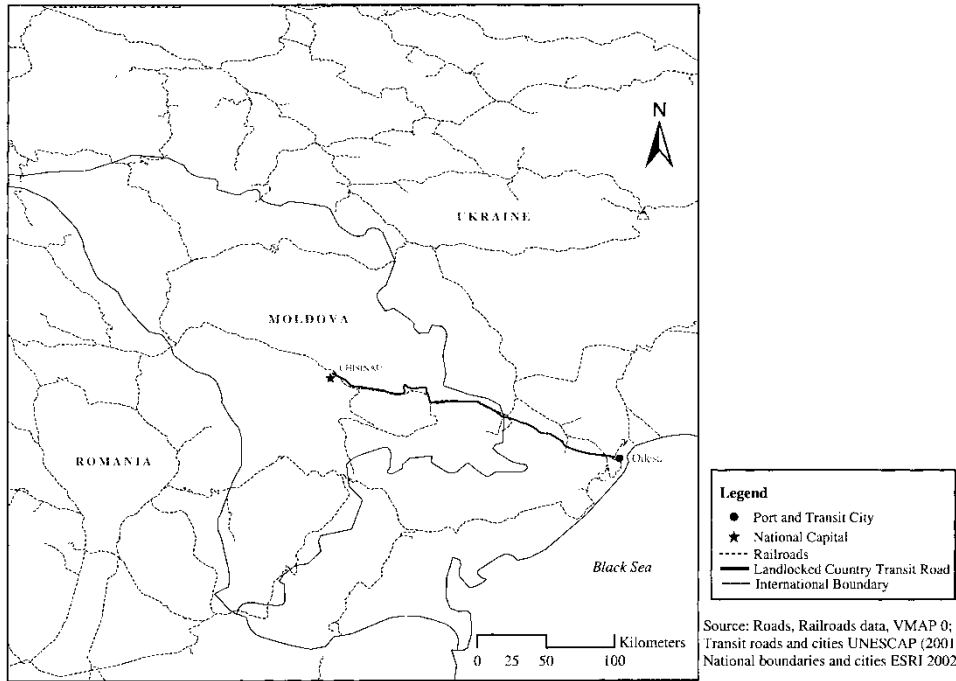 N
UKRAINE
MOLDOVA
CHISINAU
ROMANIA
Odesa
Black Sea
Kilometers
0 25 50 100
Legend
Port and Transit City
National Capital
Railroads
Landlocked Country Transit Road
International Boundary
Source: Roads, Railroads data, VMAP 0;
Transit roads and cities UNESCAP (2001
National boundaries and cities ESRI 2002